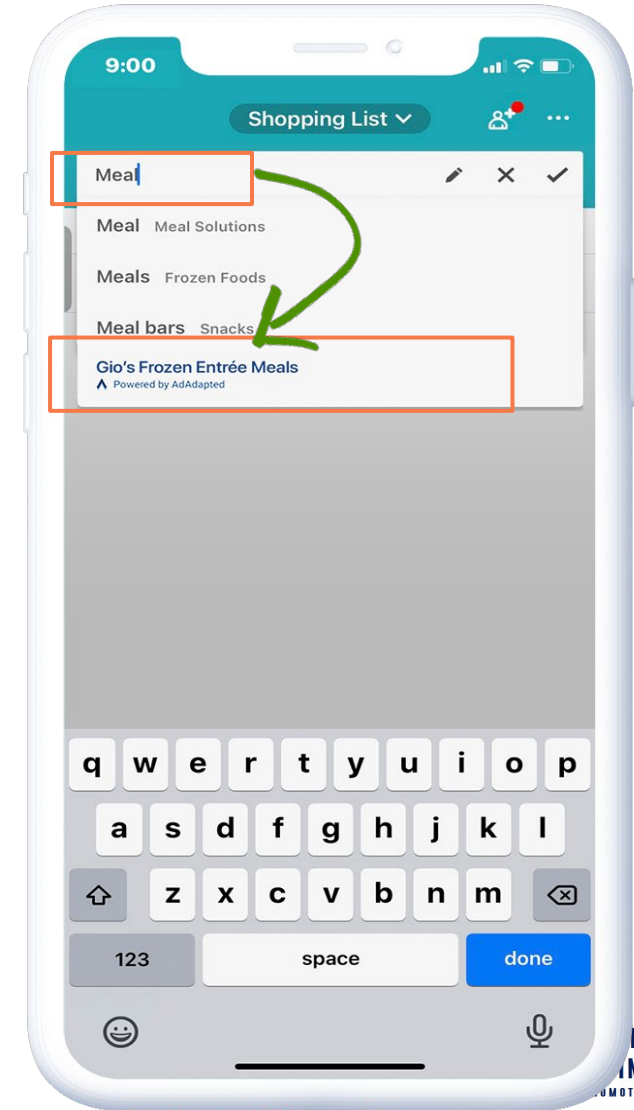 9:00
Shopping List
Meal
Meal Meal Solutions
Meals Frozen Foods
Meal bars Snacks
Gio's Frozen Entrée Meals
Powered by AdAdapted
q w e r t y u i o p
a s d f g h j k l
z x c v b n m
123 space done